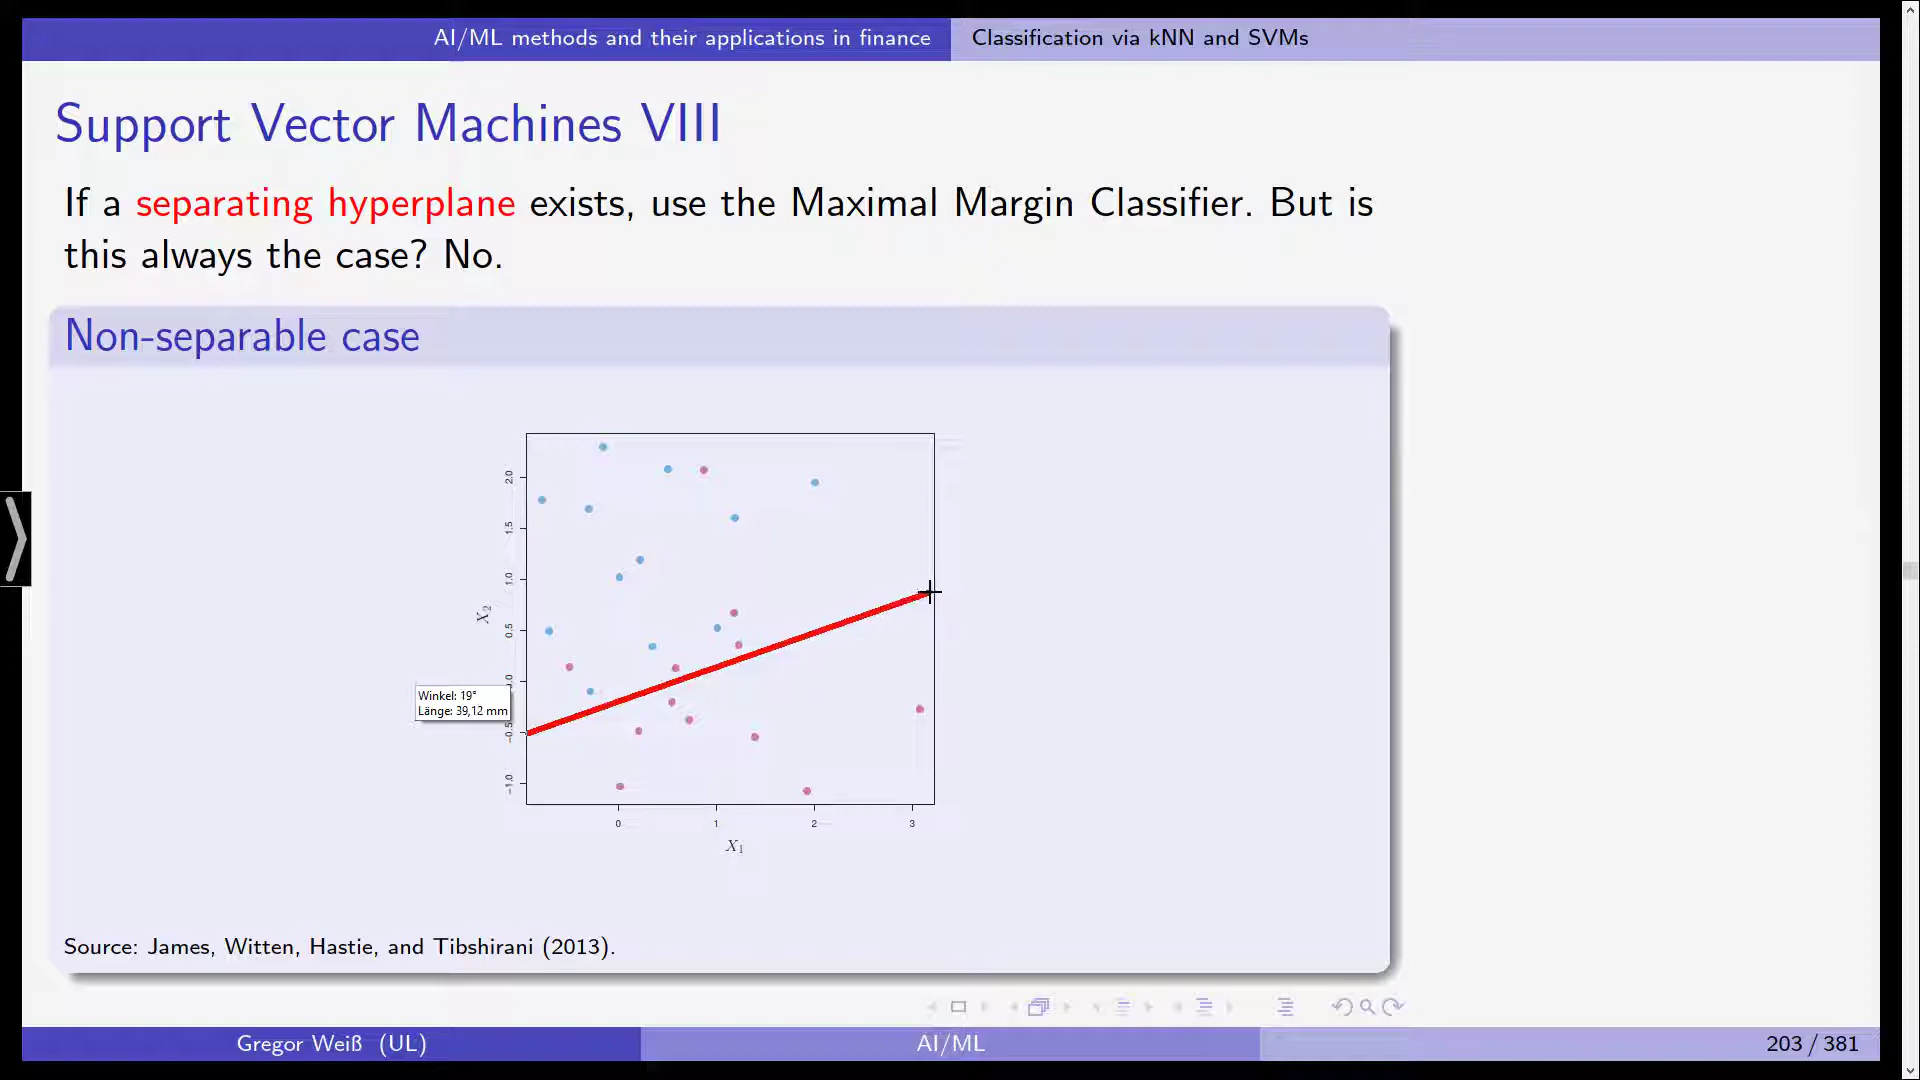 AI/ML methods and their applications in finance Classification via kNN and SVMs
Support Vector Machines VIII
If a separating hyperplane exists, use the Maximal Margin Classifier. But is
this always the case? No.
Non-separable case
2.0
1.5
1.0
X2
0.5
Winkel: 19°
Länge: 39,12 mm
−0.5
−1.0
0 1 2 3
X1
Source: James, Witten, Hastie, and Tibshirani (2013).
Gregor Weiß (UL) AI/ML 203 / 381